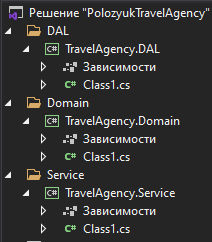 Решение "PolozyukTravelAgency"
DAL
C# TravelAgency.DAL
Зависимости
C# Class1.cs
Domain
C# TravelAgency.Domain
Зависимости
C# Class1.cs
Service
C# TravelAgency.Service
Зависимости
C# Class1.cs